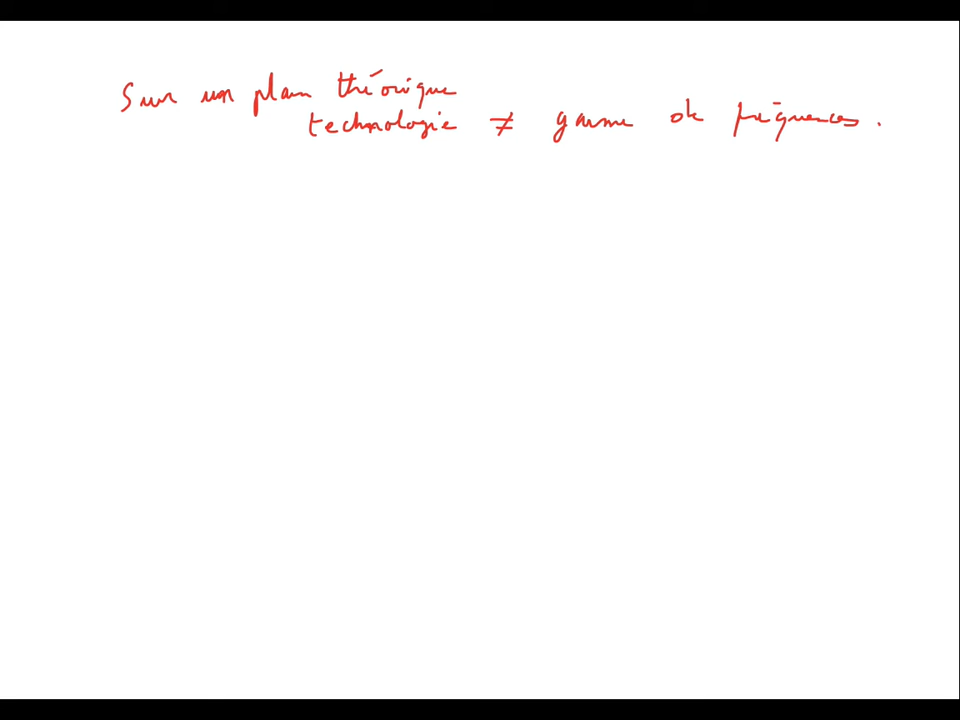 Sur un plan théorique
technologie ≠ gamme de fréquences.